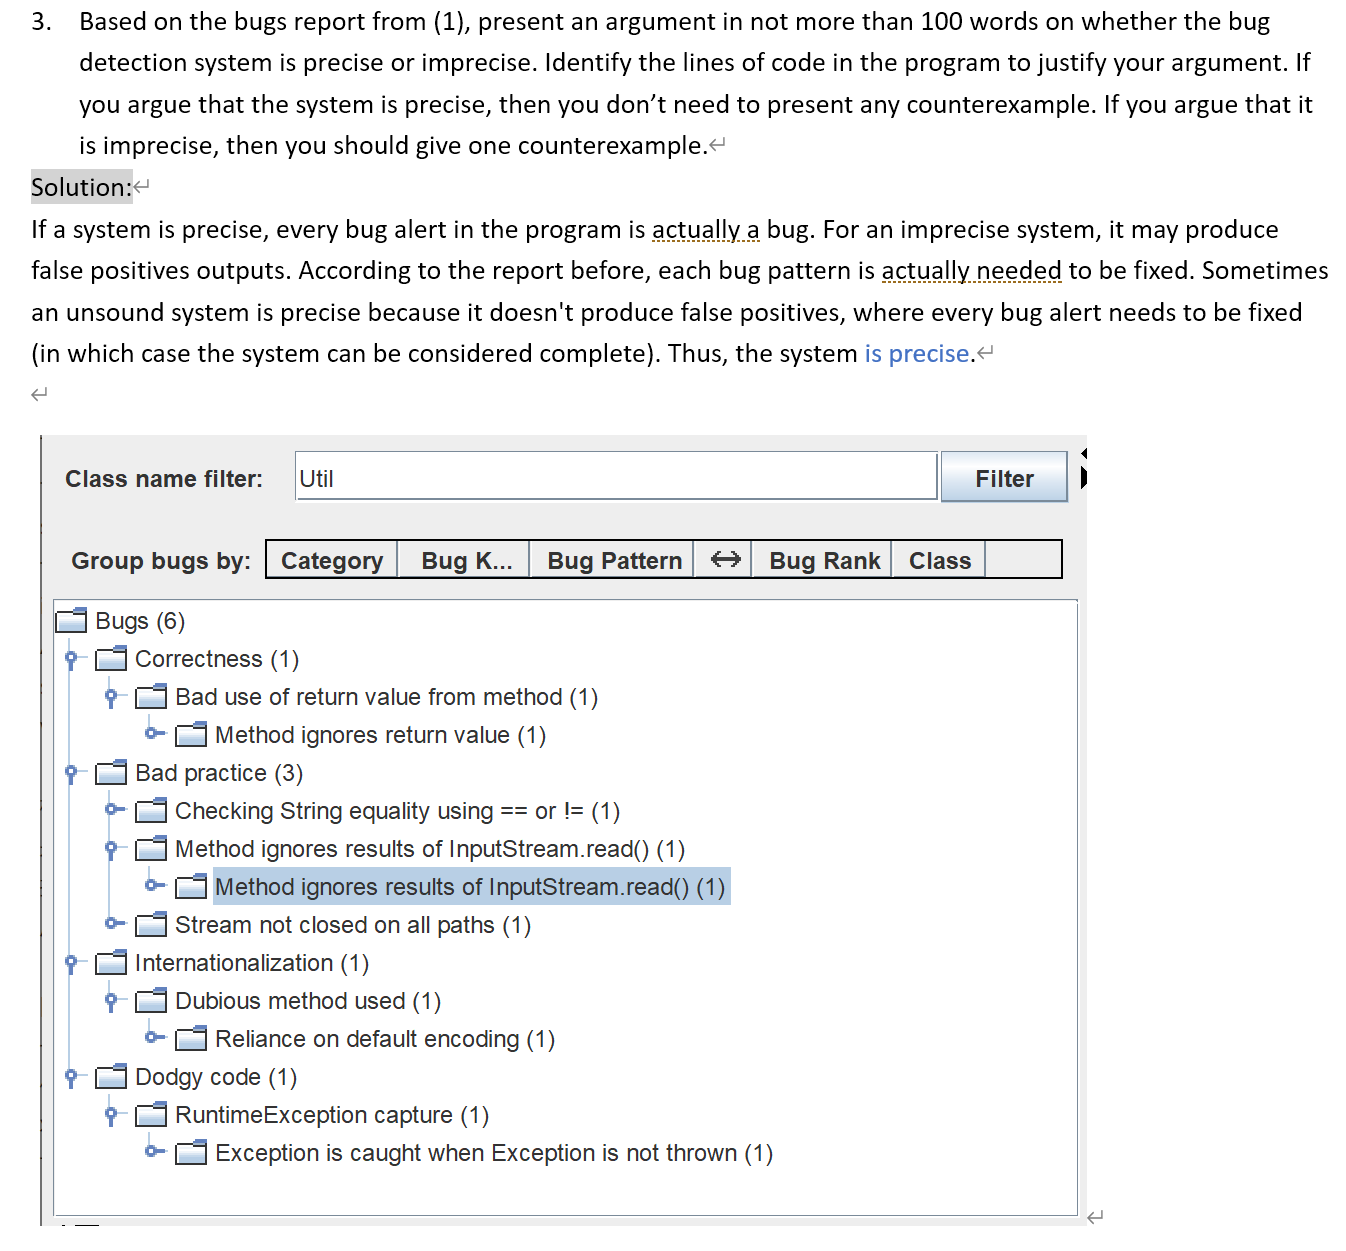 3. Based on the bugs report from (1), present an argument in not more than 100 words on whether the bug
detection system is precise or imprecise. Identify the lines of code in the program to justify your argument. If
you argue that the system is precise, then you don’t need to present any counterexample. If you argue that it
is imprecise, then you should give one counterexample.↵
Solution:↵
If a system is precise, every bug alert in the program is actually a bug. For an imprecise system, it may produce
false positives outputs. According to the report before, each bug pattern is actually needed to be fixed. Sometimes
an unsound system is precise because it doesn't produce false positives, where every bug alert needs to be fixed
(in which case the system can be considered complete). Thus, the system is precise.↵
↵
Class name filter: Util Filter
Group bugs by: Category Bug K... Bug Pattern ↔ Bug Rank Class
Bugs (6)
Correctness (1)
Bad use of return value from method (1)
Method ignores return value (1)
Bad practice (3)
Checking String equality using == or != (1)
Method ignores results of InputStream.read() (1)
Method ignores results of InputStream.read() (1)
Stream not closed on all paths (1)
Internationalization (1)
Dubious method used (1)
Reliance on default encoding (1)
Dodgy code (1)
RuntimeException capture (1)
Exception is caught when Exception is not thrown (1)
↵